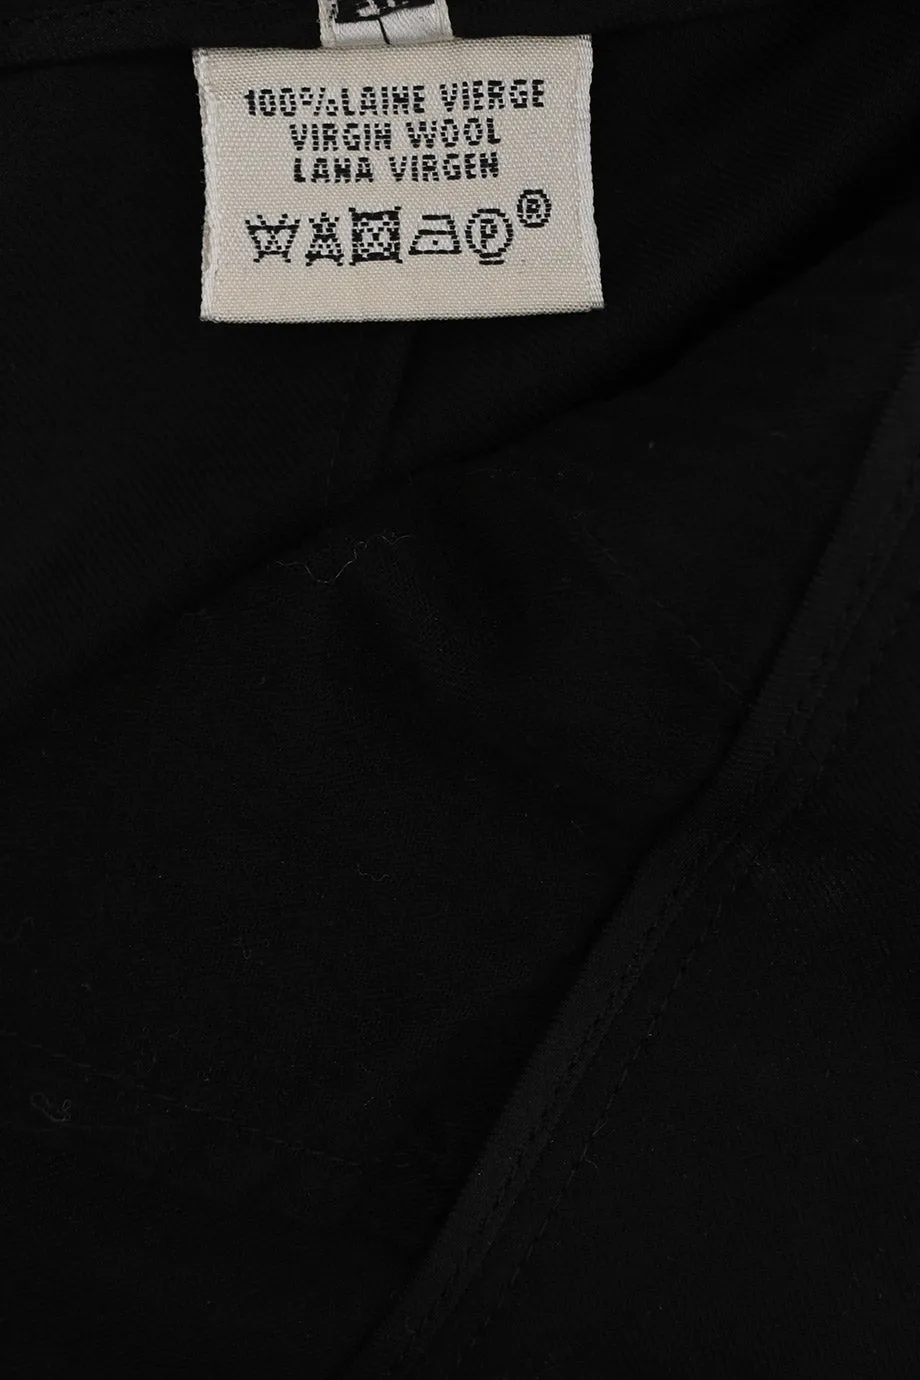 100% LAINE VIERGE
VIRGIN WOOL
LANA VIRGEN
P ®